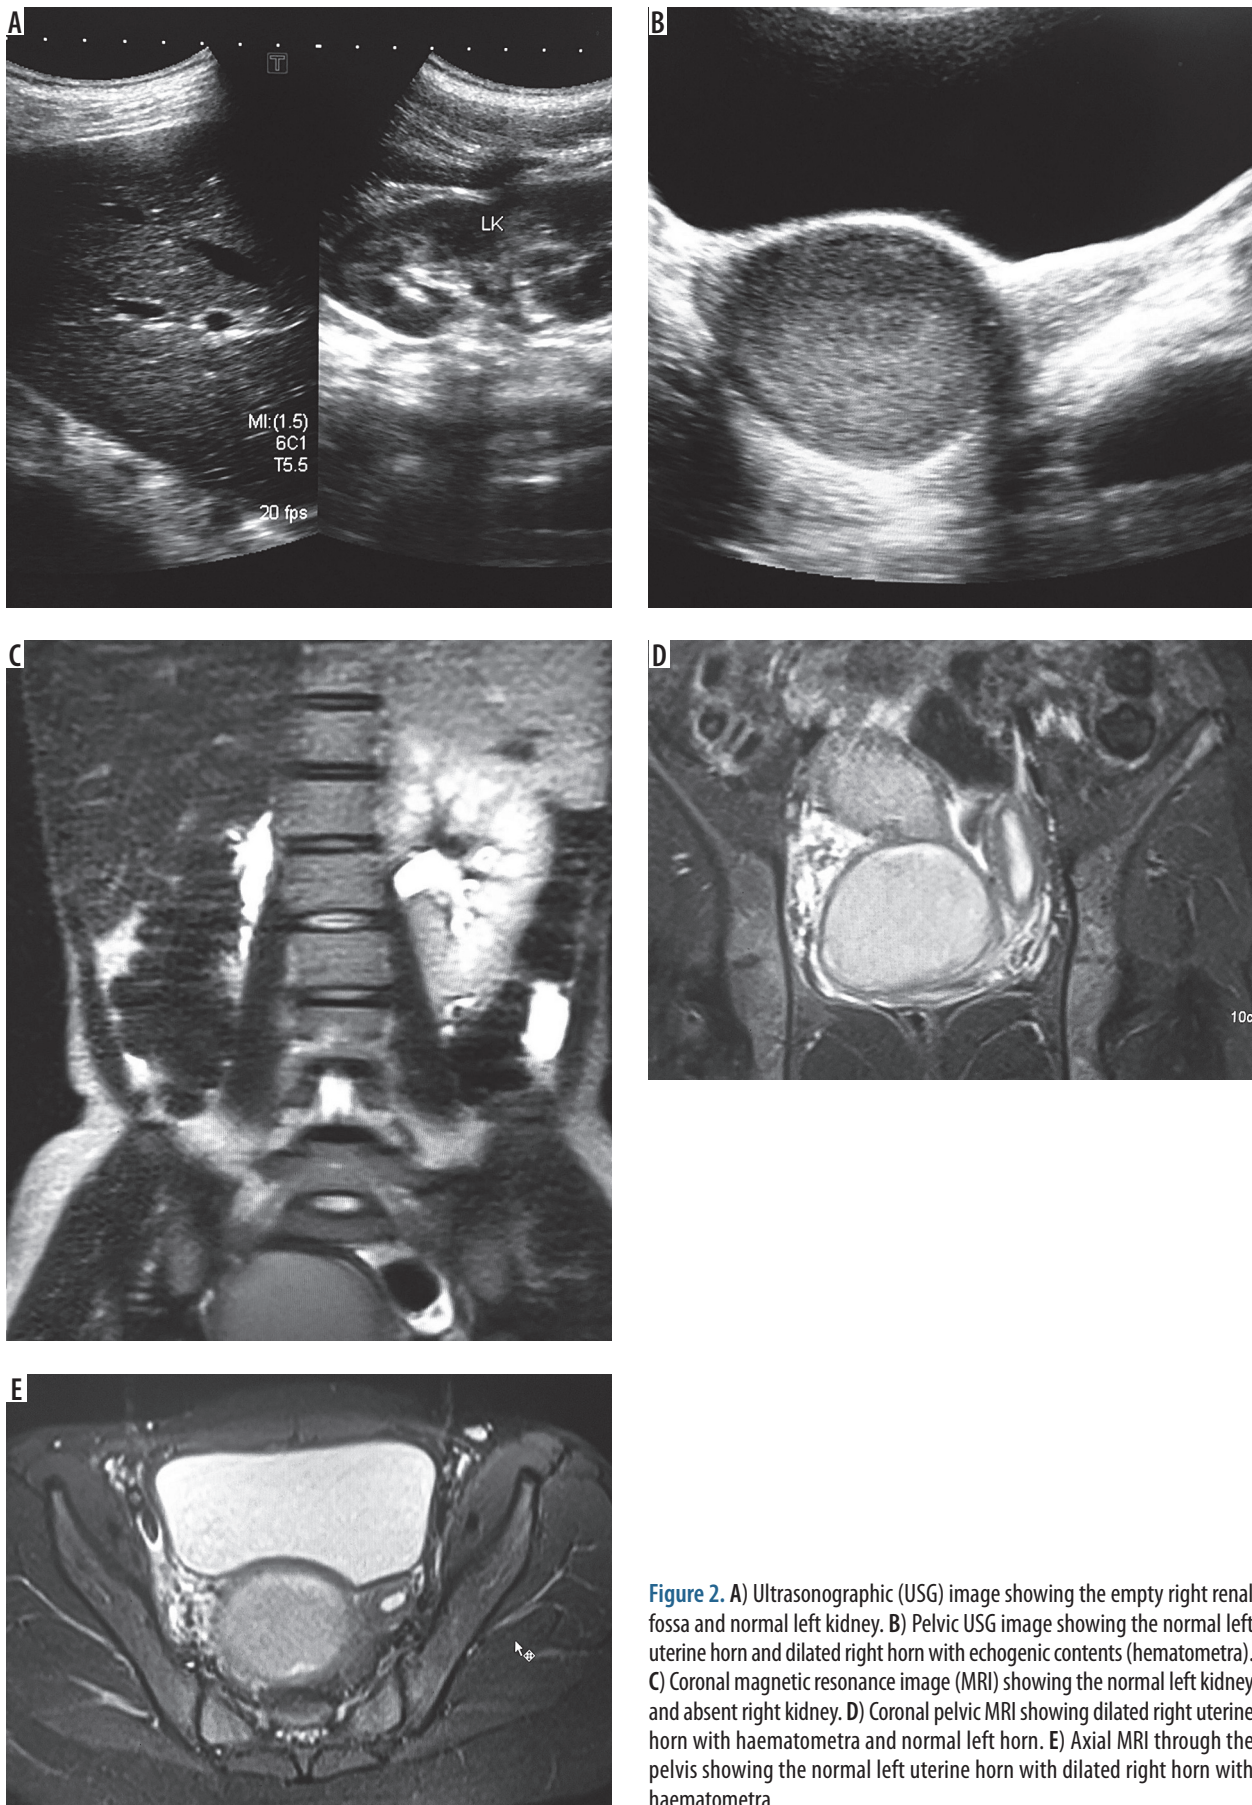 A
B
T
LK
MI:(1.5)
6C1
T5.5
20 fps
C
D
10c
E
Figure 2. A) Ultrasonographic (USG) image showing the empty right renal
fossa and normal left kidney. B) Pelvic USG image showing the normal left
uterine horn and dilated right horn with echogenic contents (hematometra).
C) Coronal magnetic resonance image (MRI) showing the normal left kidney
and absent right kidney. D) Coronal pelvic MRI showing dilated right uterine
horn with haematometra and normal left horn. E) Axial MRI through the
pelvis showing the normal left uterine horn with dilated right horn with
haematometra